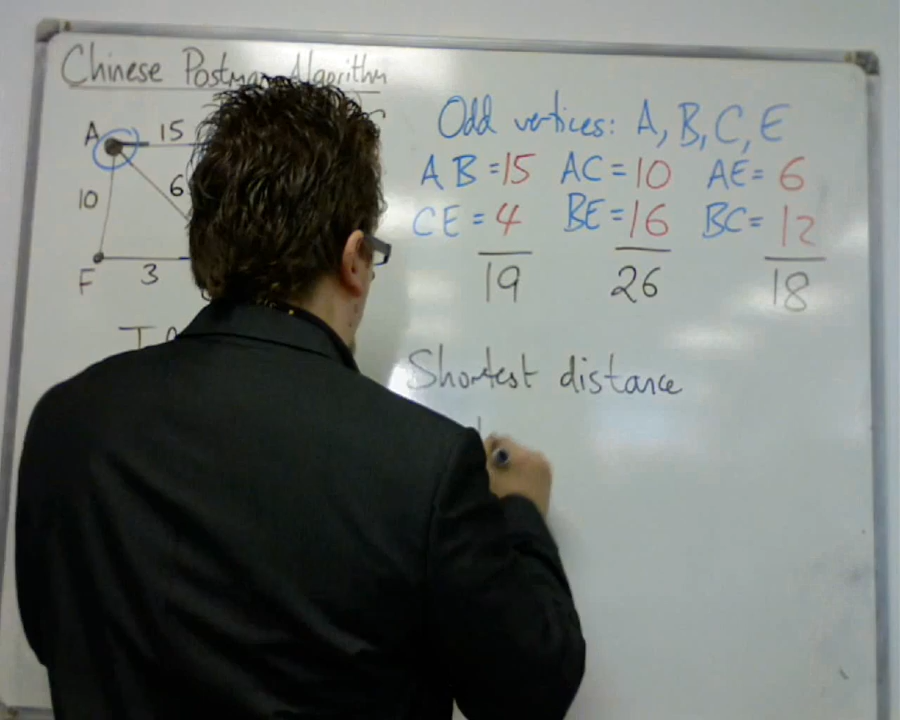 Chinese Postman Algorithm
Odd vertices: A, B, C, E
A 15
AB = 15 AC = 10 AE = 6
10 6
CE = 4 BE = 16 BC = 12
19 26 18
F 3
Shortest distance